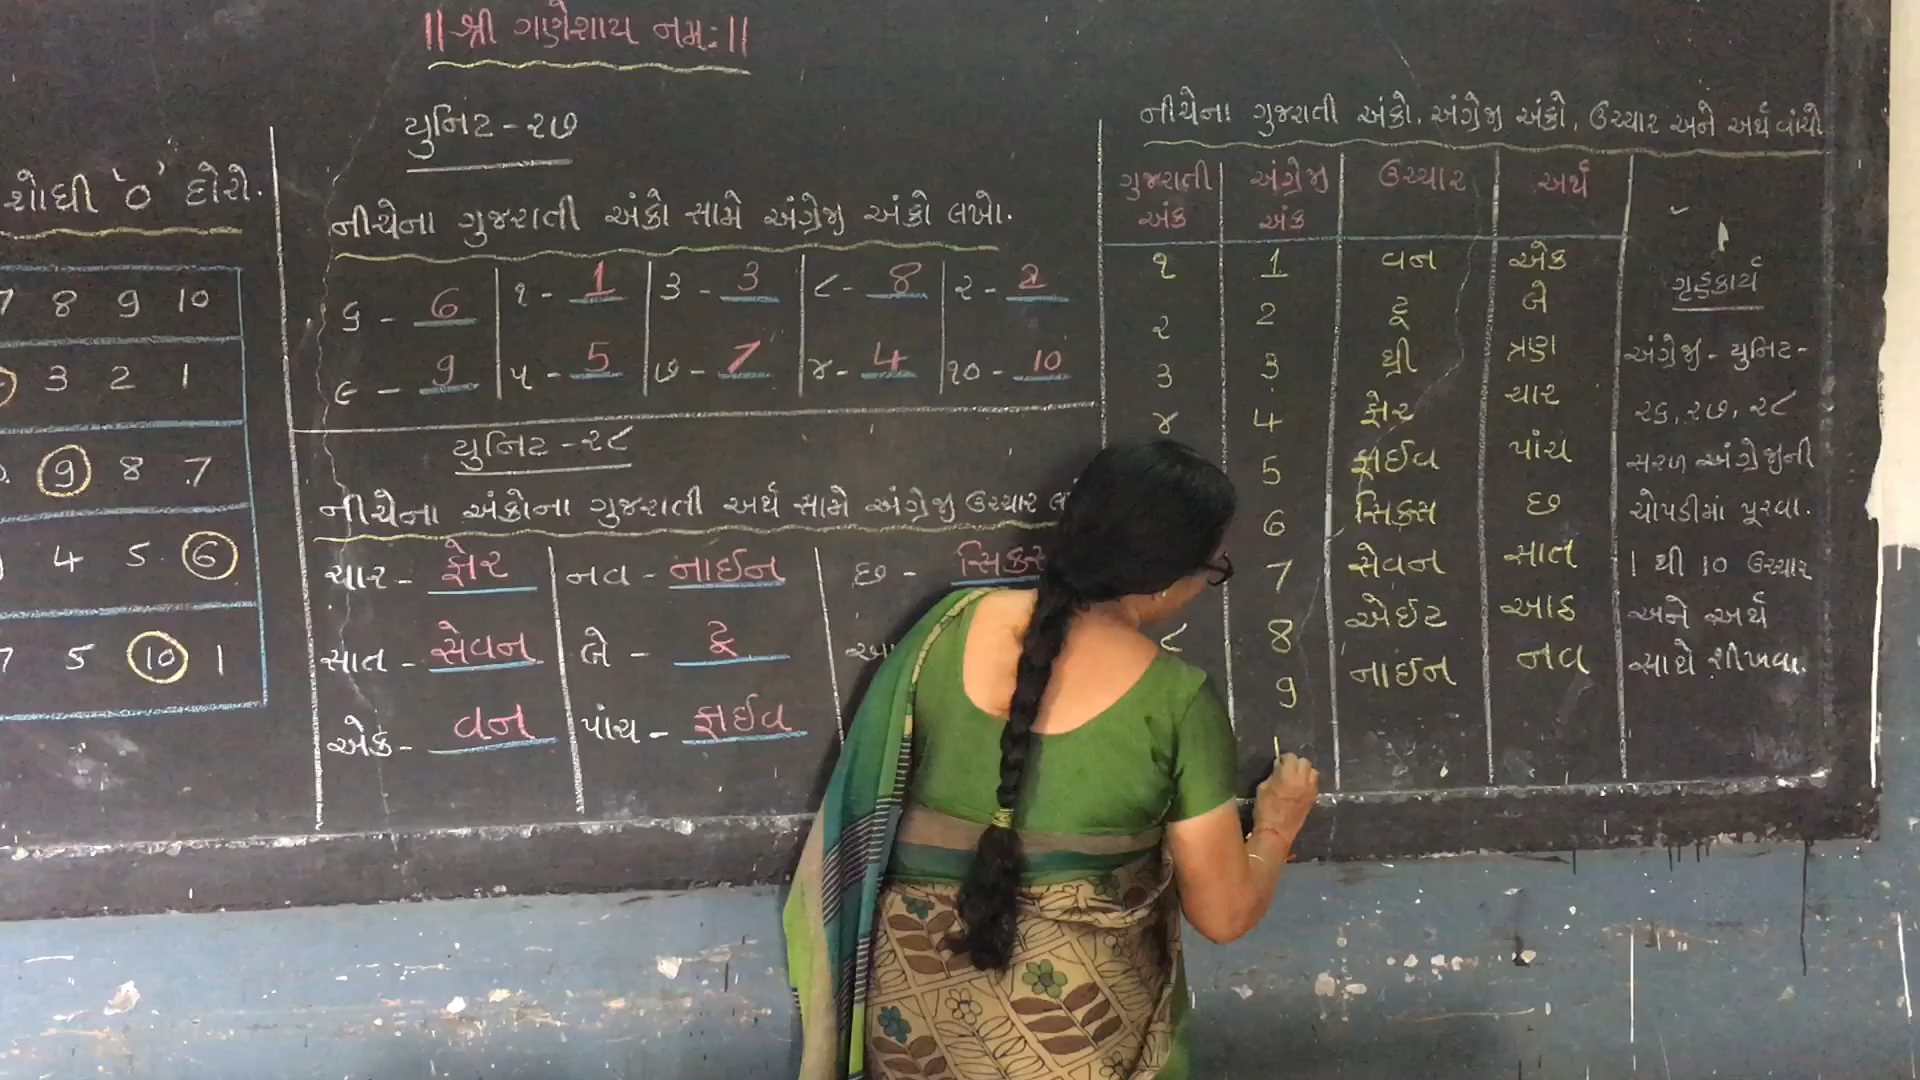 ||શ્રી ગણેશાય નમઃ||
શોધી 'O' દોરો.
7 8 9 10
3 2 1
9 8 7
4 5 6
7 5 10 1
યુનિટ - ૨૭
નીચેના ગુજરાતી અંકો સામે અંગ્રેજી અંકો લખો.
૬ - 6 ૧ - 1 ૩ - 3 ૮ - 8 ૨ - 2
૯ - 9 ૫ - 5 ૭ - 7 ૪ - 4 ૧૦ - 10
યુનિટ - ૨૮
નીચેના અંકોના ગુજરાતી અર્થ સામે અંગ્રેજી ઉચ્ચાર
ચાર - ફોર નવ - નાઈન છ - સિક્સ
સાત - સેવન બે - ટૂ
એક - વન પાંચ - ફાઈવ
નીચેના ગુજરાતી અંકો, અંગ્રેજી અંકો, ઉચ્ચાર અને અર્થ વાંચો
ગુજરાતી અંક અંગ્રેજી અંક ઉચ્ચાર અર્થ
૧ 1 વન એક
૨ 2 ટૂ બે
૩ 3 થ્રી ત્રણ
૪ 4 ફોર ચાર
5 ફાઈવ પાંચ
6 સિક્સ છ
7 સેવન સાત
૮ 8 એઈટ આઠ
9 નાઈન નવ
1
ગૃહકાર્ય
અંગ્રેજી - યુનિટ -
૨૬, ૨૭, ૨૮
સરળ અંગ્રેજીની
ચોપડીમાં પૂરવા.
1 થી 10 ઉચ્ચાર
અને અર્થ
સાથે શીખવા.